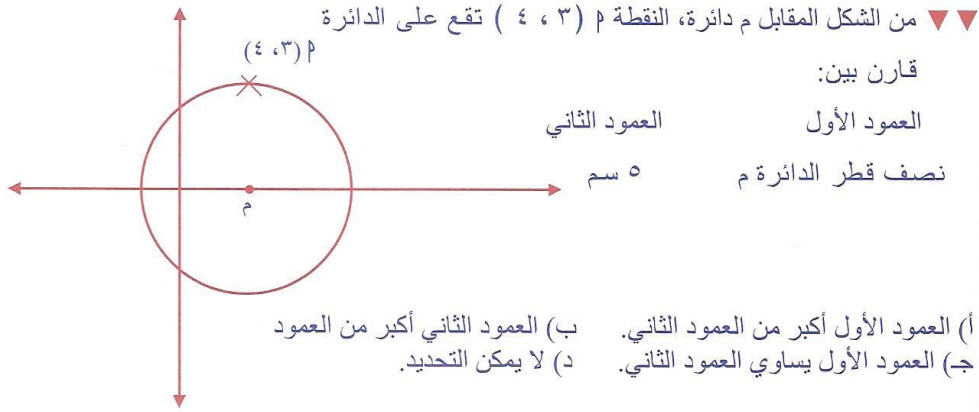 من الشكل المقابل م دائرة، النقطة أ (٣ ، ٤ ) تقع على الدائرة
أ(٣، ٤)
قارن بين:
العمود الأول العمود الثاني
نصف قطر الدائرة م ٥ سم
م
أ) العمود الأول أكبر من العمود الثاني. ب) العمود الثاني أكبر من العمود
جـ) العمود الأول يساوي العمود الثاني. د) لا يمكن التحديد.